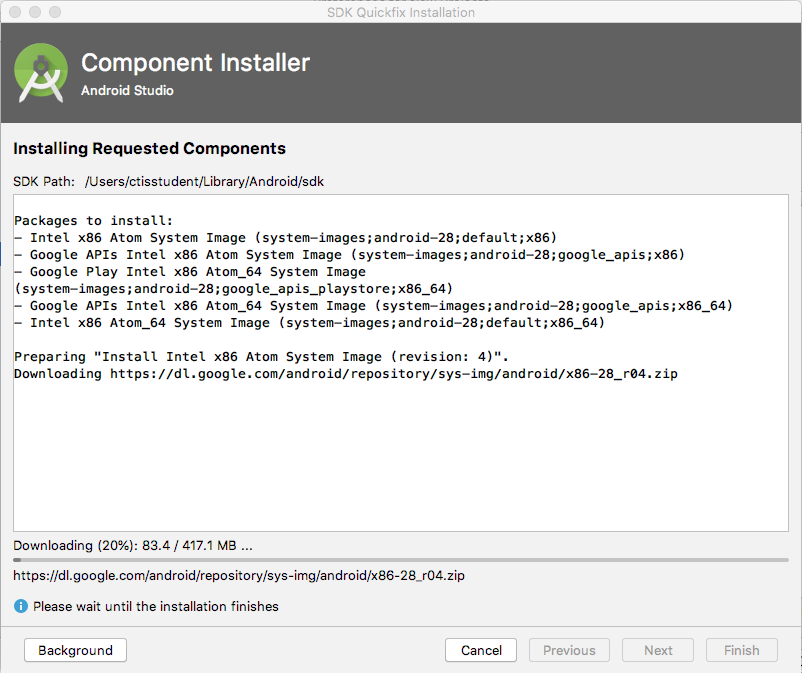 SDK Quickfix Installation
Component Installer
Android Studio
Installing Requested Components
SDK Path: /Users/ctisstudent/Library/Android/sdk
Packages to install:
- Intel x86 Atom System Image (system-images;android-28;default;x86)
- Google APIs Intel x86 Atom System Image (system-images;android-28;google_apis;x86)
- Google Play Intel x86 Atom_64 System Image
(system-images;android-28;google_apis_playstore;x86_64)
- Google APIs Intel x86 Atom_64 System Image (system-images;android-28;google_apis;x86_64)
- Intel x86 Atom_64 System Image (system-images;android-28;default;x86_64)
Preparing "Install Intel x86 Atom System Image (revision: 4)".
Downloading https://dl.google.com/android/repository/sys-img/android/x86-28_r04.zip
Downloading (20%): 83.4 / 417.1 MB ...
https://dl.google.com/android/repository/sys-img/android/x86-28_r04.zip
Please wait until the installation finishes
Background Cancel Previous Next Finish